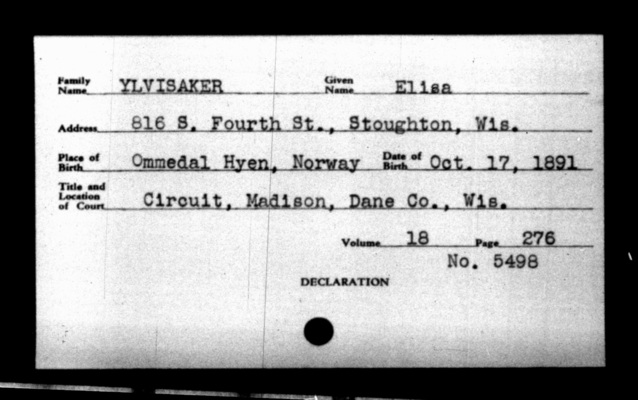 Family Name YLVISAKER Given Name Elisa
Address 816 S. Fourth St., Stoughton, Wis.
Place of Birth Ommedal Hyen, Norway Date of Birth Oct. 17, 1891
Title and Location of Court Circuit, Madison, Dane Co., Wis.
Volume 18 Page 276
No. 5498
DECLARATION